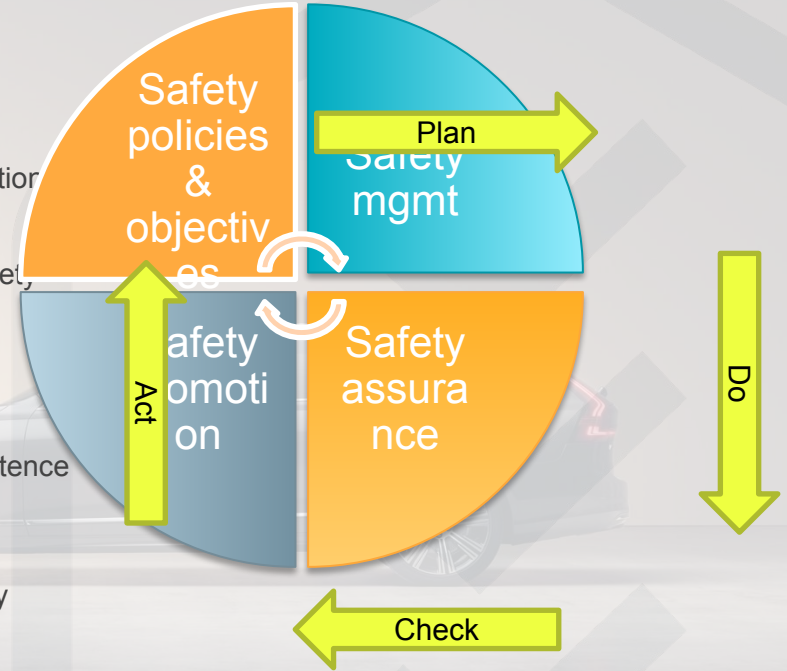 Safety
policies
&
objectiv
es
Plan
Safety
mgmt
tion
ety
afety
omoti
on
Act
Safety
assura
nce
Do
tence
y
Check